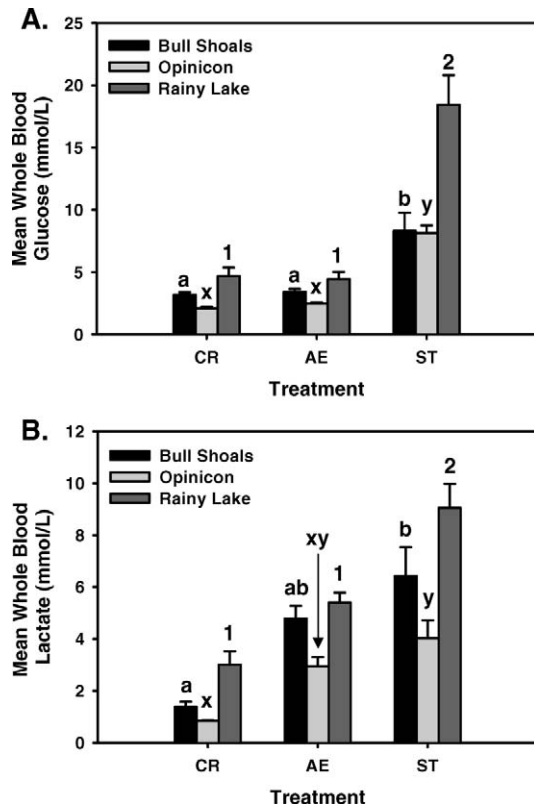 A.
25
20
15
10
5
0
Mean Whole Blood
Glucose (mmol/L)
Bull Shoals
Opinicon
Rainy Lake
a
x
1
a
x
1
b
y
2
CR
AE
ST
Treatment
B.
12
10
8
6
4
2
0
Mean Whole Blood
Lactate (mmol/L)
Bull Shoals
Opinicon
Rainy Lake
a
x
1
ab
xy
1
b
y
2
CR
AE
ST
Treatment